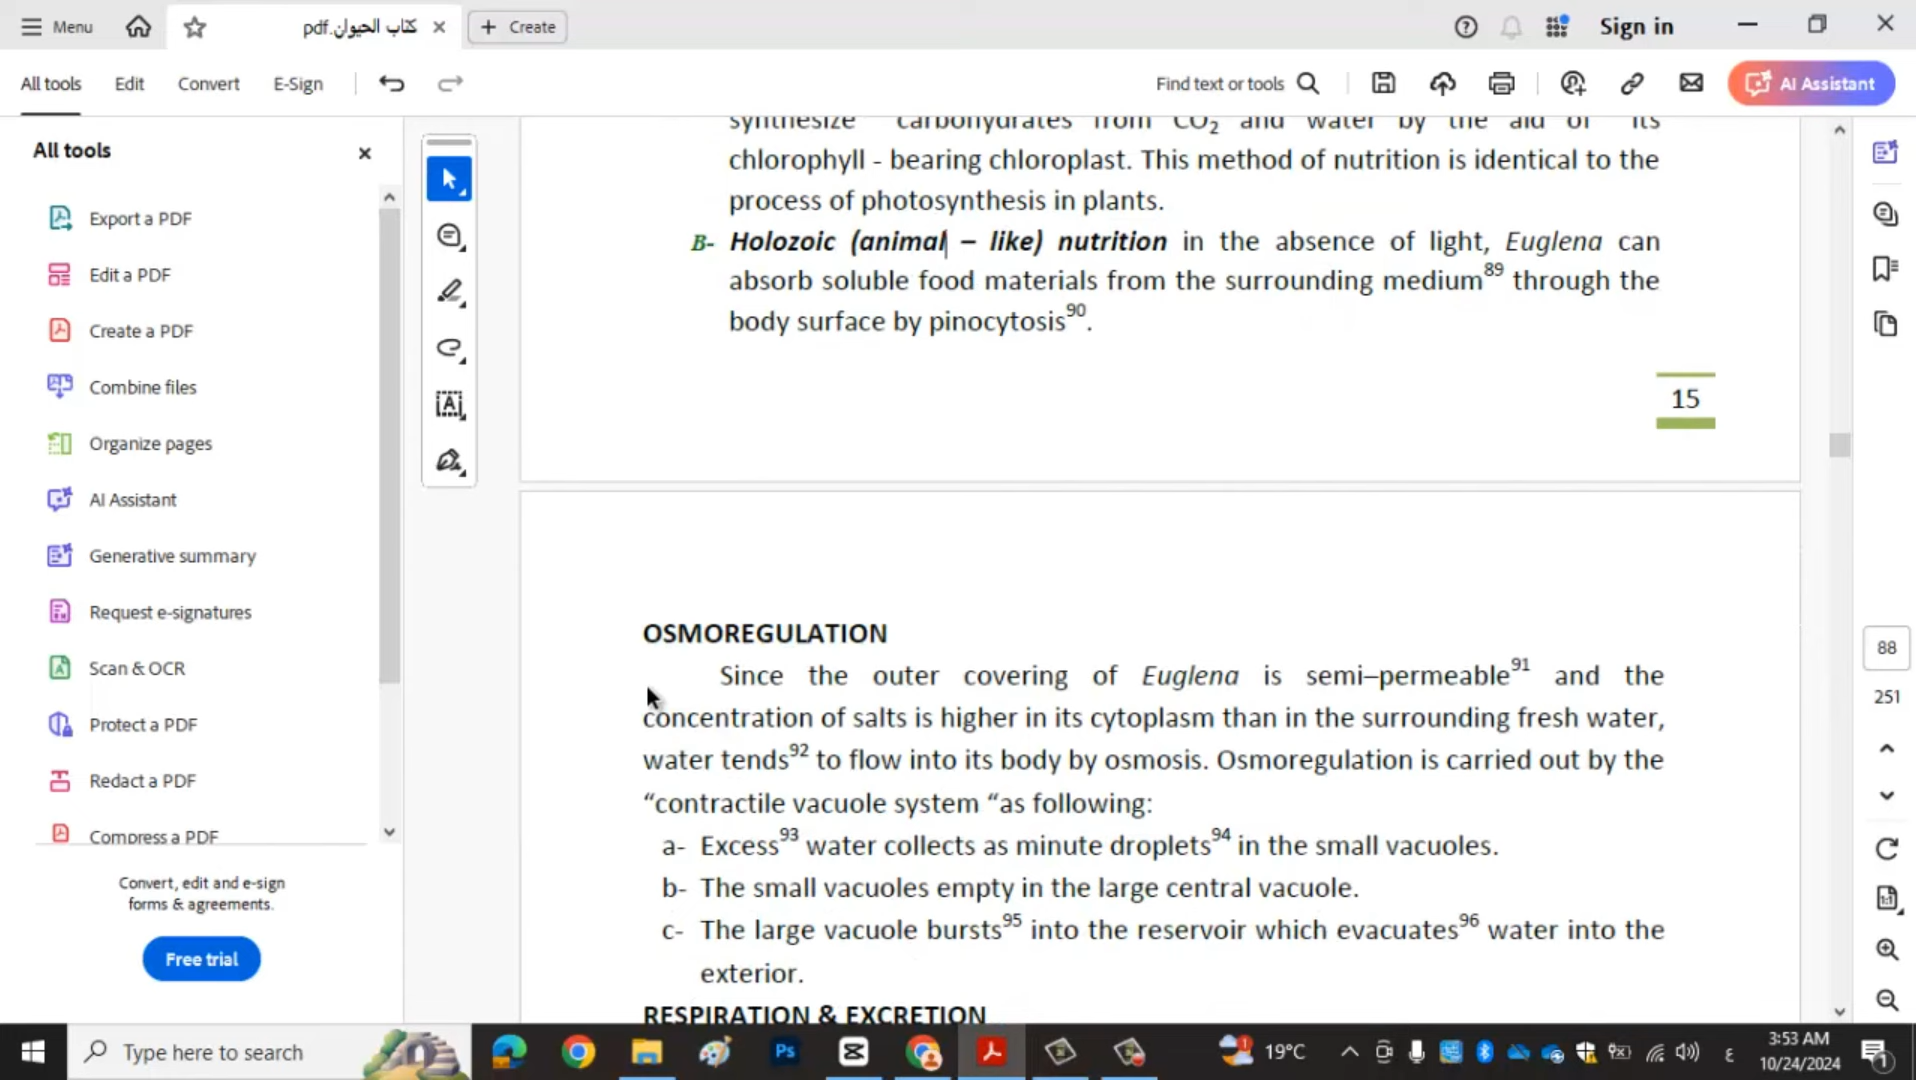 Menu
كتاب الحيوان.pdf
Create
Sign in
All tools
Edit
Convert
E-Sign
Find text or tools
AI Assistant
All tools
Export a PDF
Edit a PDF
Create a PDF
Combine files
Organize pages
AI Assistant
Generative summary
Request e-signatures
Scan & OCR
Protect a PDF
Redact a PDF
Compress a PDF
Convert, edit and e-sign
forms & agreements.
Free trial
synthesize carbohydrates from CO₂ and water by the aid of its
chlorophyll - bearing chloroplast. This method of nutrition is identical to the
process of photosynthesis in plants.
B- Holozoic (animal – like) nutrition in the absence of light, Euglena can
absorb soluble food materials from the surrounding medium⁸⁹ through the
body surface by pinocytosis⁹⁰.
15
OSMOREGULATION
Since the outer covering of Euglena is semi–permeable⁹¹ and the
concentration of salts is higher in its cytoplasm than in the surrounding fresh water,
water tends⁹² to flow into its body by osmosis. Osmoregulation is carried out by the
“contractile vacuole system “as following:
a- Excess⁹³ water collects as minute droplets⁹⁴ in the small vacuoles.
b- The small vacuoles empty in the large central vacuole.
c- The large vacuole bursts⁹⁵ into the reservoir which evacuates⁹⁶ water into the
exterior.
RESPIRATION & EXCRETION
88
251
Type here to search
Ps
19°C
ع
3:53 AM
10/24/2024
1